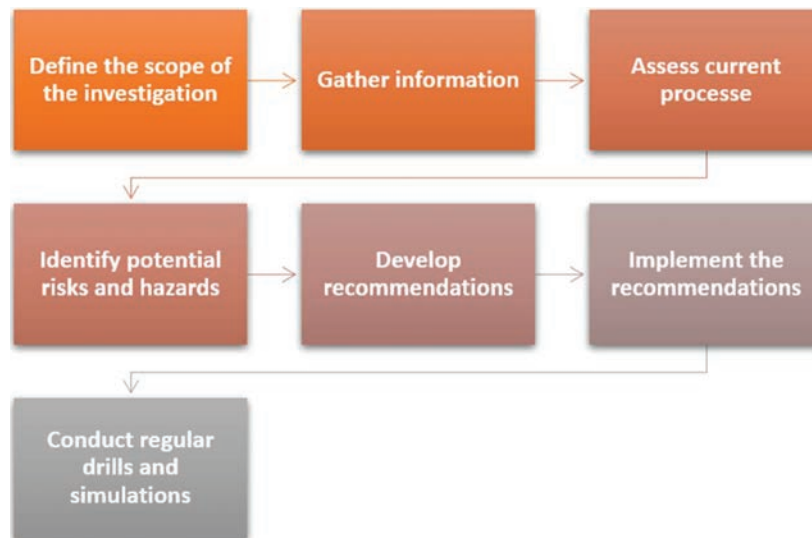 Define the scope of
the investigation
Gather information
Assess current
processe
Identify potential
risks and hazards
Develop
recommendations
Implement the
recommendations
Conduct regular
drills and
simulations